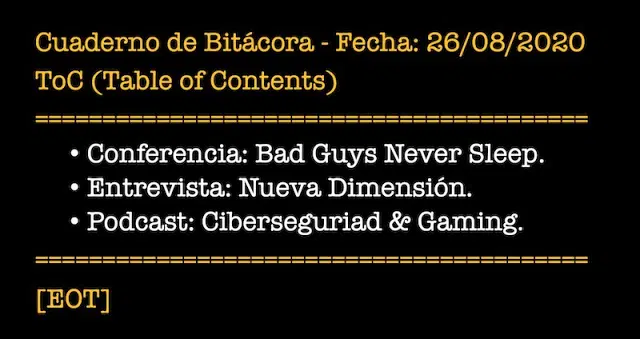 Cuaderno de Bitácora - Fecha: 26/08/2020
ToC (Table of Contents)
===========================================
• Conferencia: Bad Guys Never Sleep.
• Entrevista: Nueva Dimensión.
• Podcast: Ciberseguriad & Gaming.
===========================================
[EOT]